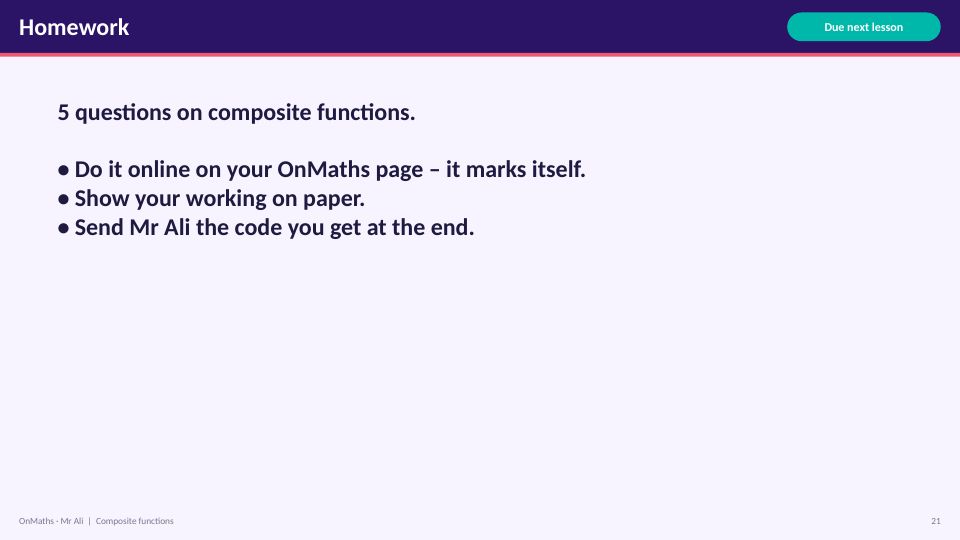 Homework
Due next lesson
5 questions on composite functions.
● Do it online on your OnMaths page – it marks itself.
● Show your working on paper.
● Send Mr Ali the code you get at the end.
OnMaths - Mr Ali | Composite functions
21